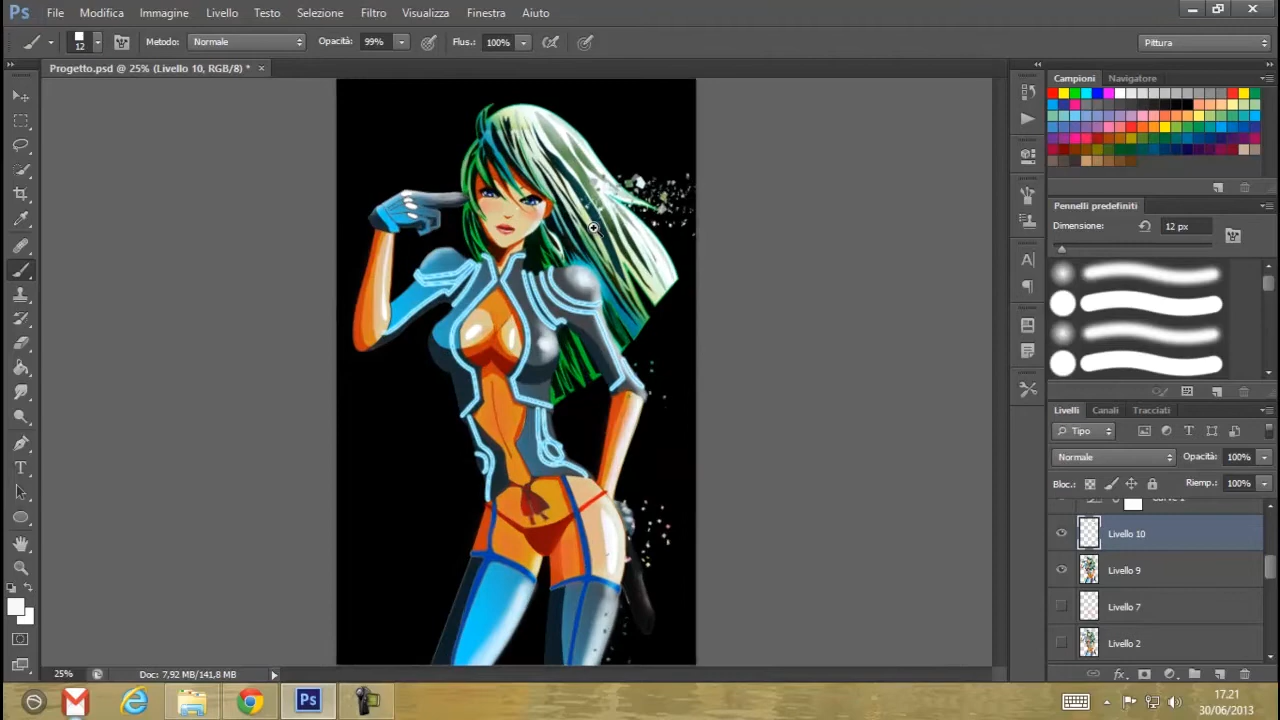 Ps File Modifica Immagine Livello Testo Selezione Filtro Visualizza Finestra Aiuto
12 Metodo: Normale Opacità: 99% Flus.: 100% Pittura
Progetto.psd @ 25% (Livello 10, RGB/8) * ×
Campioni Navigatore
Pennelli predefiniti
Dimensione: 12 px
Livelli Canali Tracciati
Tipo
Normale Opacità: 100%
Bloc.: Riemp.: 100%
Livello 10
Livello 9
Livello 7
Livello 2
25% Doc: 7,92 MB/141,8 MB
fx
Ps
17.21
30/06/2013